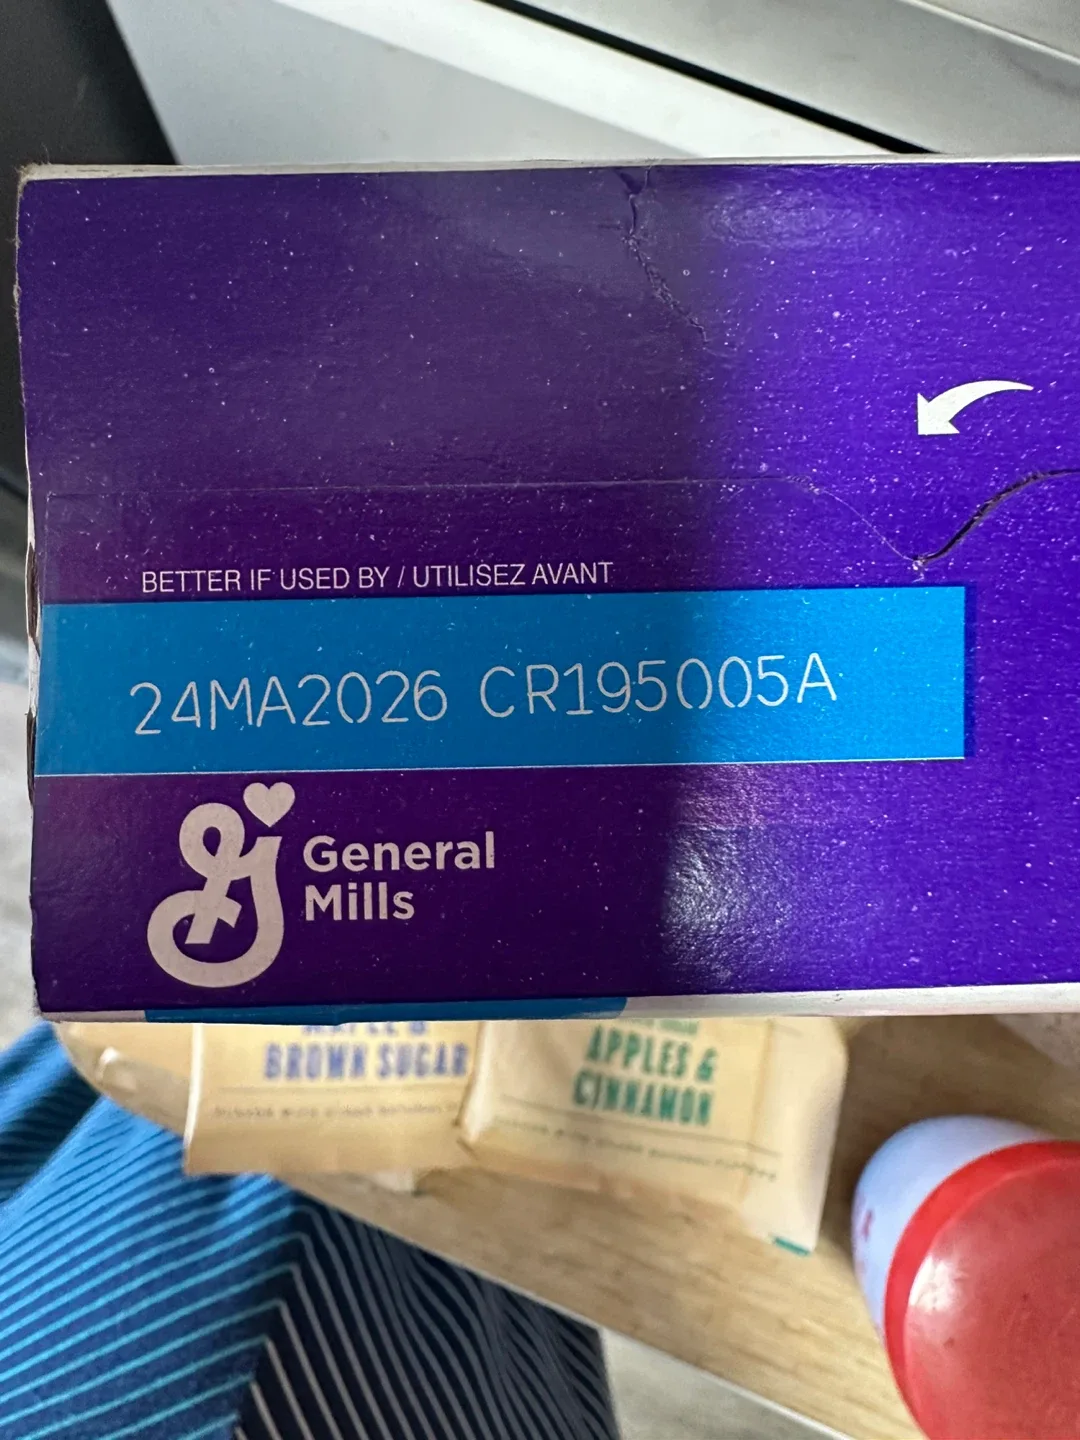 BETTER IF USED BY / UTILISEZ AVANT
24MA2026 CR195005A
General
Mills
BROWN SUGAR
APPLES &
CINNAMON